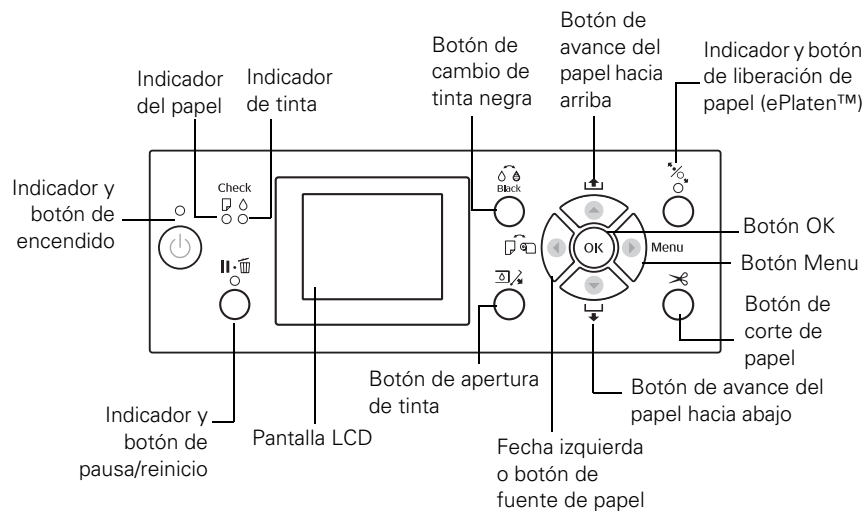 Botón de
avance del
papel hacia
arriba
Botón de
cambio de
tinta negra
Indicador y botón
de liberación de
papel (ePlaten™)
Indicador
del papel
Indicador
de tinta
Indicador y
botón de
encendido
Check
Black
OK
Menu
Botón OK
Botón Menu
Botón de
corte de
papel
Botón de avance del
papel hacia abajo
Botón de apertura
de tinta
Indicador y
botón de
pausa/reinicio
Pantalla LCD
Fecha izquierda
o botón de
fuente de papel